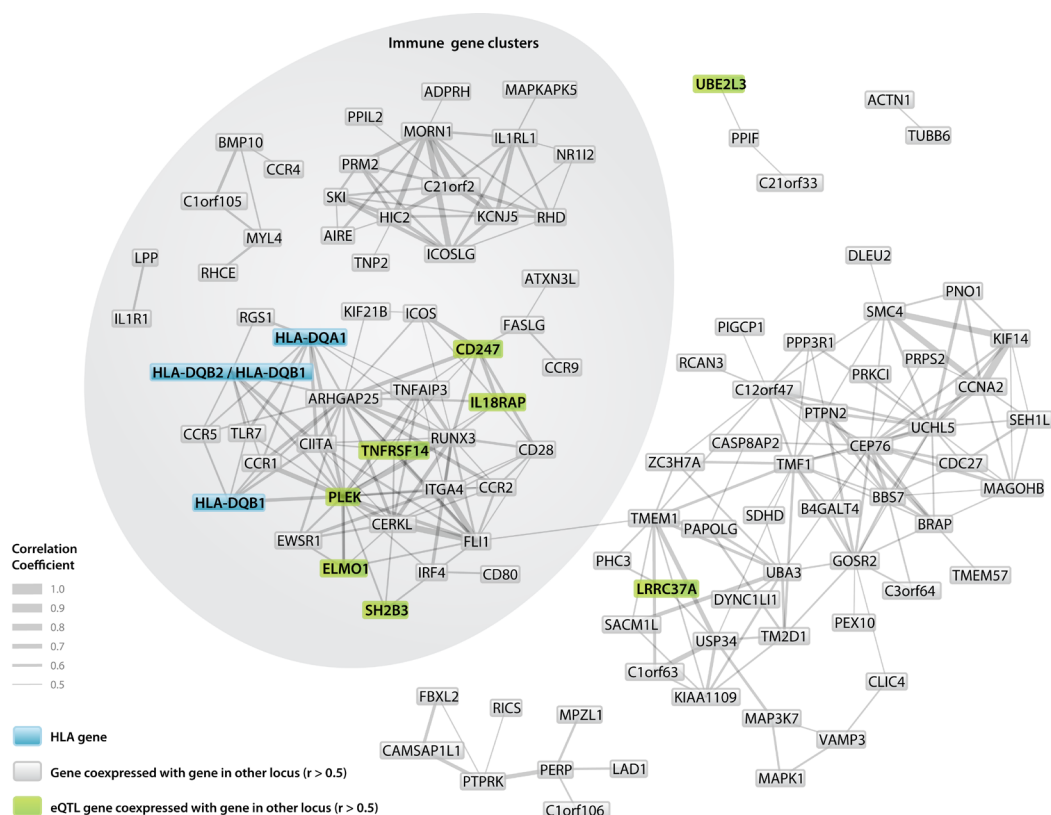 Immune gene clusters
UBE2L3
ADPRH
MAPKAPK5
ACTN1
PPIL2
MORN1
IL1RL1
PPIF
TUBB6
BMP10
NR1I2
CCR4
PRM2
C21orf2
C21orf33
SKI
C1orf105
HIC2
KCNJ5
RHD
AIRE
MYL4
ICOSLG
LPP
TNP2
RHCE
DLEU2
ATXN3L
PNO1
IL1R1
RGS1
KIF21B
ICOS
SMC4
FASLG
PIGCP1
HLA-DQA1
PPP3R1
KIF14
CD247
PRPS2
RCAN3
CCR9
HLA-DQB2 / HLA-DQB1
PRKCI
CCNA2
TNFAIP3
C12orf47
ARHGAP25
IL18RAP
PTPN2
SEH1L
UCHL5
CCR5
TLR7
CIITA
RUNX3
CASP8AP2
CEP76
TNFRSF14
CD28
CCR1
ZC3H7A
TMF1
CDC27
HLA-DQB1
PLEK
ITGA4
CCR2
BBS7
MAGOHB
B4GALT4
SDHD
TMEM1
PAPOLG
CERKL
BRAP
EWSR1
FLI1
Correlation
Coefficient
PHC3
GOSR2
ELMO1
IRF4
CD80
UBA3
TMEM57
1.0
LRRC37A
C3orf64
DYNC1LI1
0.9
SH2B3
0.8
SACM1L
PEX10
TM2D1
USP34
0.7
0.6
C1orf63
0.5
CLIC4
FBXL2
KIAA1109
RICS
MPZL1
MAP3K7
HLA gene
VAMP3
CAMSAP1L1
Gene coexpressed with gene in other locus (r > 0.5)
PERP
LAD1
PTPRK
MAPK1
eQTL gene coexpressed with gene in other locus (r > 0.5)
C1orf106